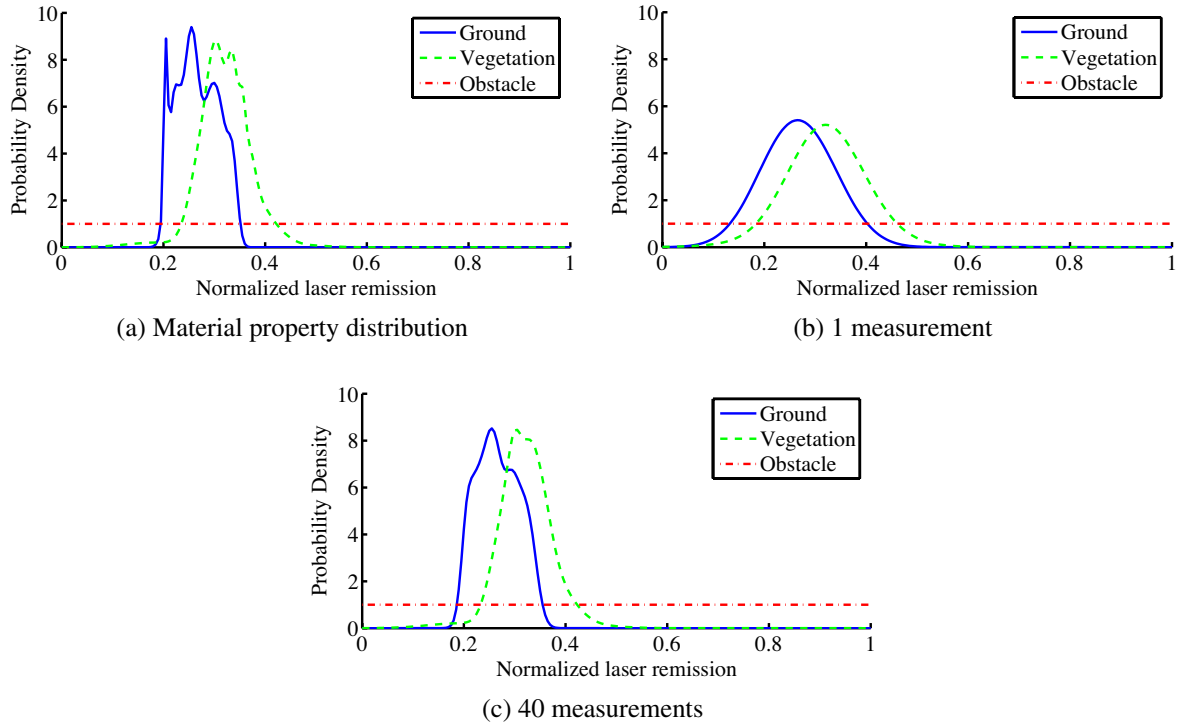 10
8
6
4
2
0
Probability Density
0 0.2 0.4 0.6 0.8 1
Normalized laser remission
Ground
Vegetation
Obstacle
(a) Material property distribution
10
8
6
4
2
0
Probability Density
0 0.2 0.4 0.6 0.8 1
Normalized laser remission
Ground
Vegetation
Obstacle
(b) 1 measurement
10
8
6
4
2
0
Probability Density
0 0.2 0.4 0.6 0.8 1
Normalized laser remission
Ground
Vegetation
Obstacle
(c) 40 measurements